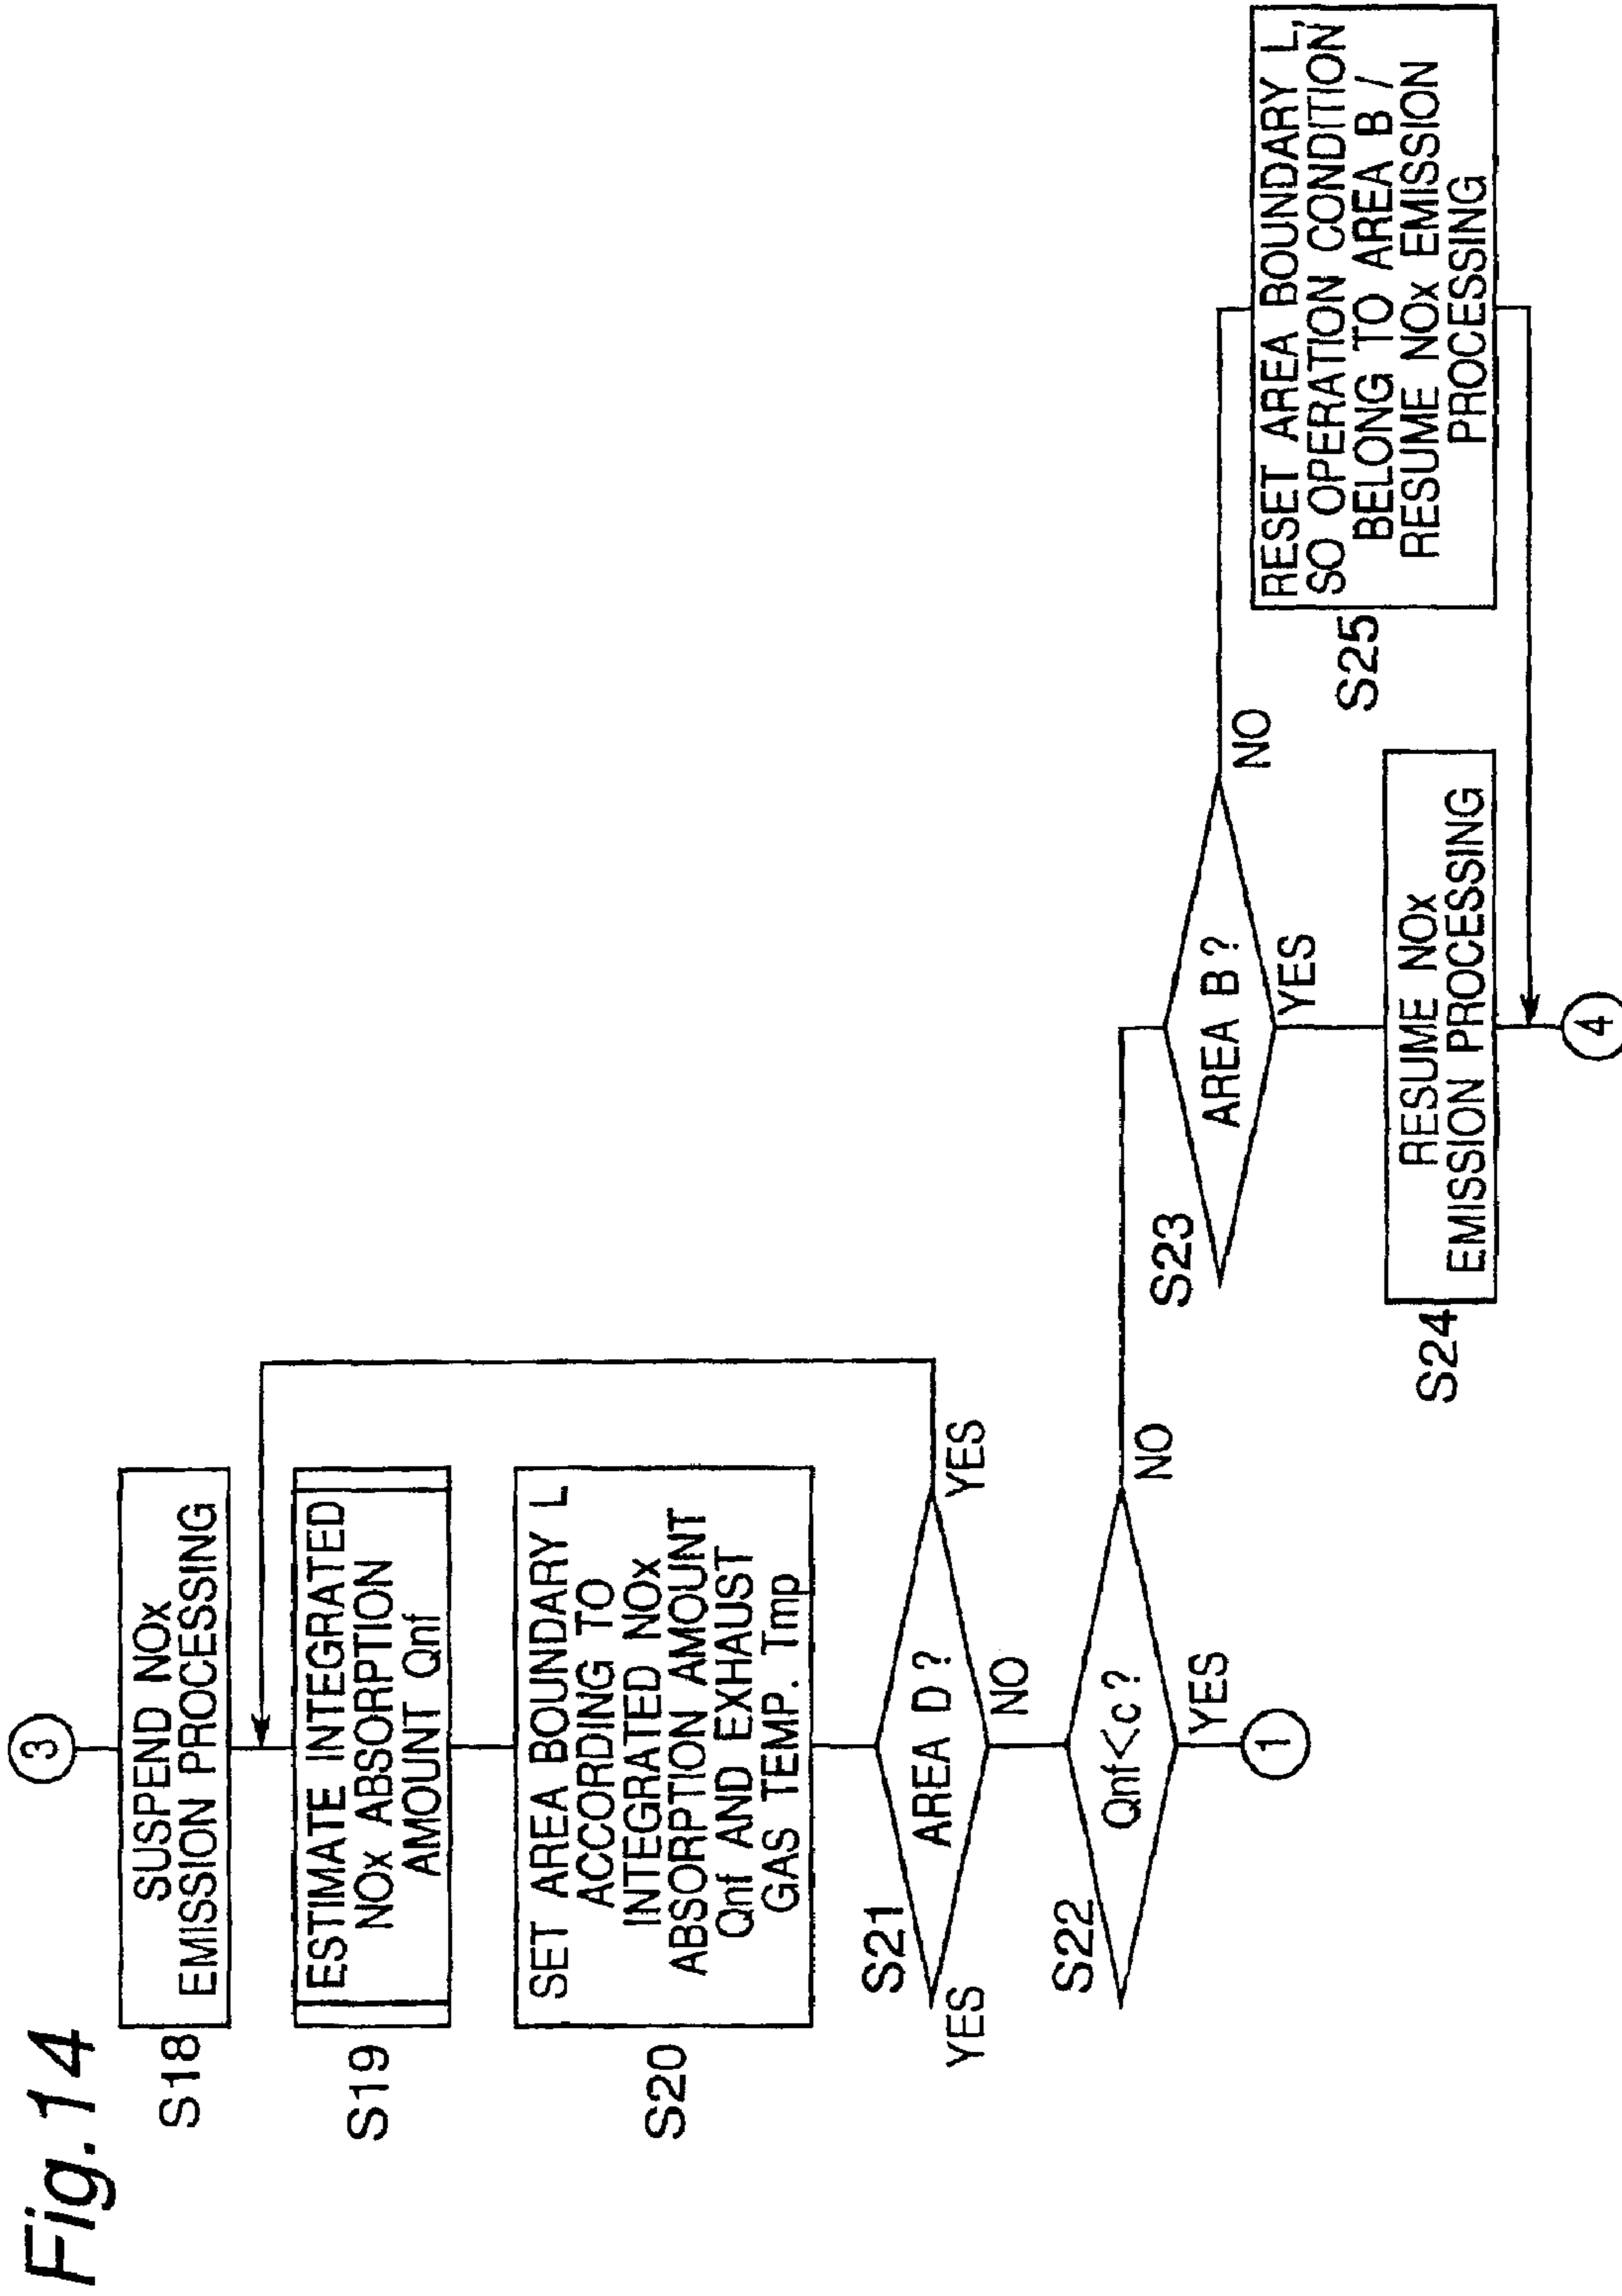 Fig.14
3
S18
SUSPEND NOx
EMISSION PROCESSING
S19
ESTIMATE INTEGRATED
NOx ABSORPTION
AMOUNT Qnf
S20
SET AREA BOUNDARY L
ACCORDING TO
INTEGRATED NOx
ABSORPTION AMOUNT
Qnf AND EXHAUST
GAS TEMP. Tmp
S21
AREA D?
YES
YES
NO
S22
Qnf<c?
NO
YES
1
S23
AREA B?
NO
YES
S24
RESUME NOx
EMISSION PROCESSING
S25
RESET AREA BOUNDARY L,
SO OPERATION CONDITION
BELONG TO AREA B /
RESUME NOx EMISSION
PROCESSING
4